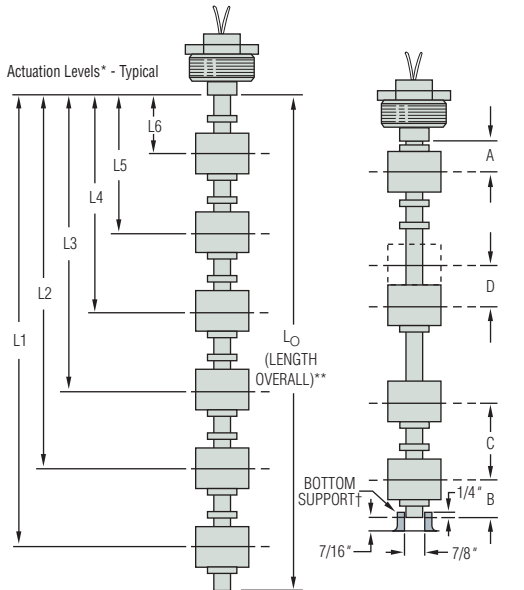 Actuation Levels* - Typical
L6
L5
L4
L3
L2
L1
LO
(LENGTH
OVERALL)**
A
D
C
B
BOTTOM
SUPPORT†
1/4"
7/16"
7/8"